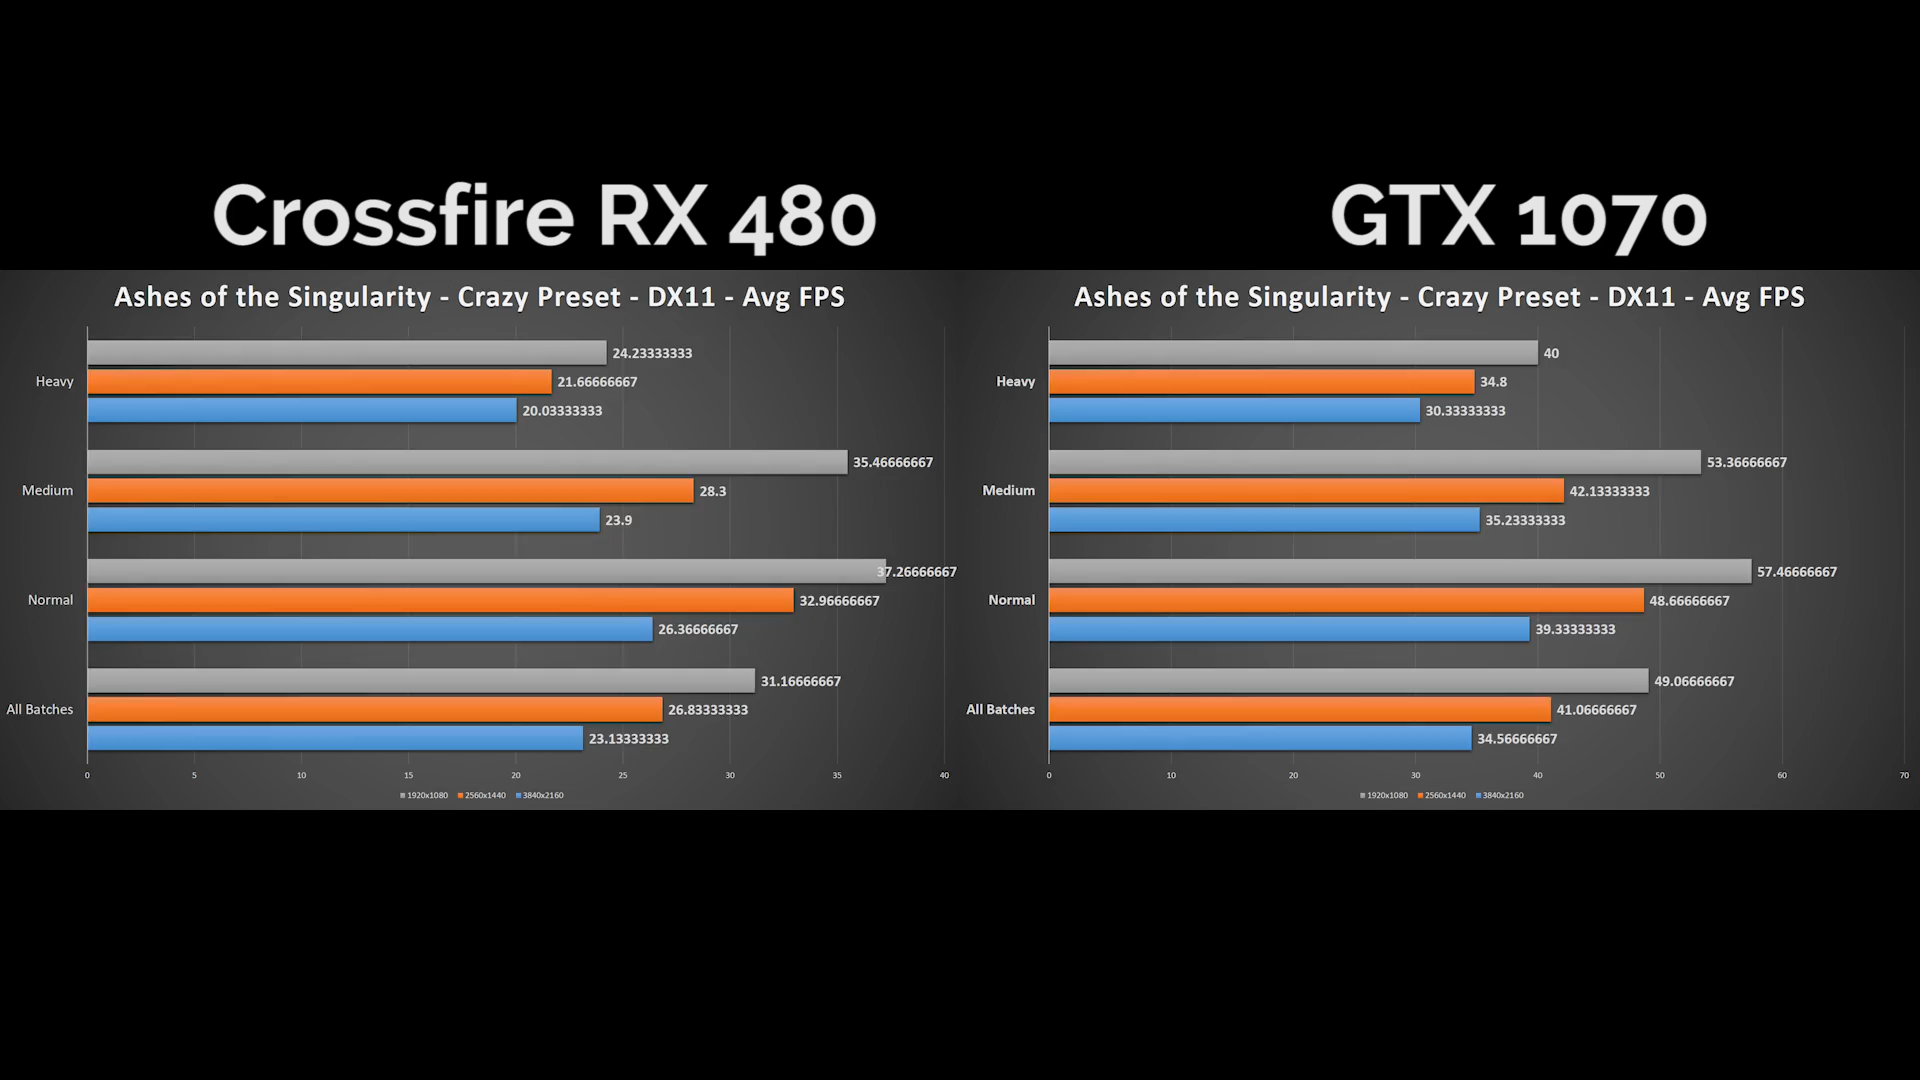 Crossfire RX 480
Ashes of the Singularity - Crazy Preset - DX11 - Avg FPS
Heavy
24.23333333
21.66666667
20.03333333
Medium
35.46666667
28.3
23.9
Normal
37.26666667
32.96666667
26.36666667
All Batches
31.16666667
26.83333333
23.13333333
0 5 10 15 20 25 30 35 40
1920x1080 2560x1440 3840x2160
GTX 1070
Ashes of the Singularity - Crazy Preset - DX11 - Avg FPS
Heavy
40
34.8
30.33333333
Medium
53.36666667
42.13333333
35.23333333
Normal
57.46666667
48.66666667
39.33333333
All Batches
49.06666667
41.06666667
34.56666667
0 10 20 30 40 50 60 70
1920x1080 2560x1440 3840x2160